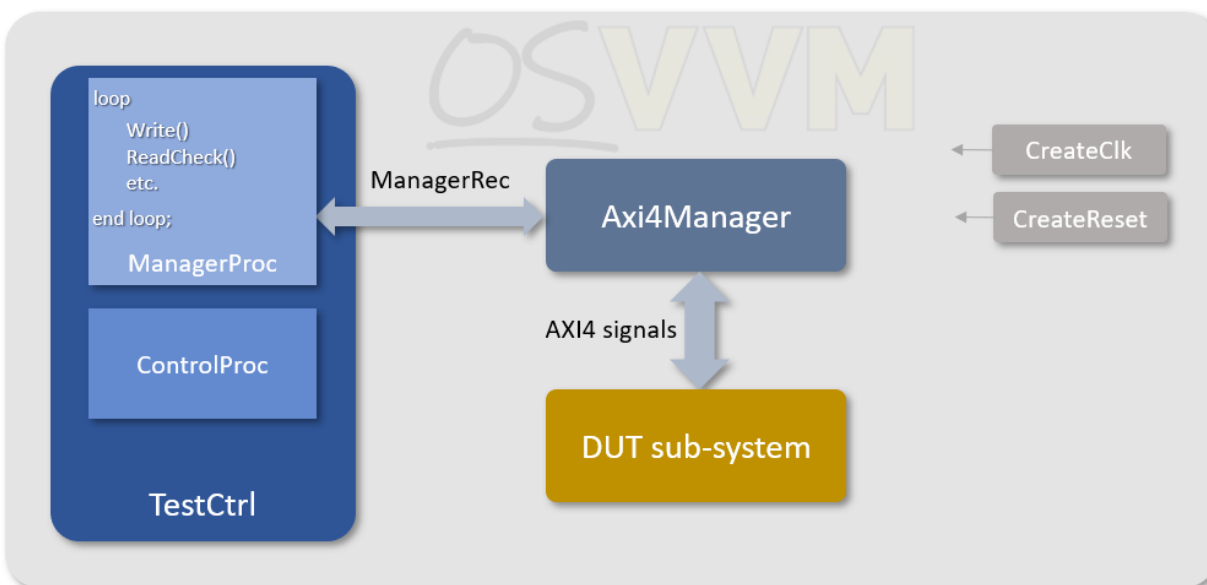 OSVVM
loop
Write()
ReadCheck()
etc.
end loop;
ManagerProc
ControlProc
TestCtrl
ManagerRec
Axi4Manager
AXI4 signals
DUT sub-system
CreateClk
CreateReset